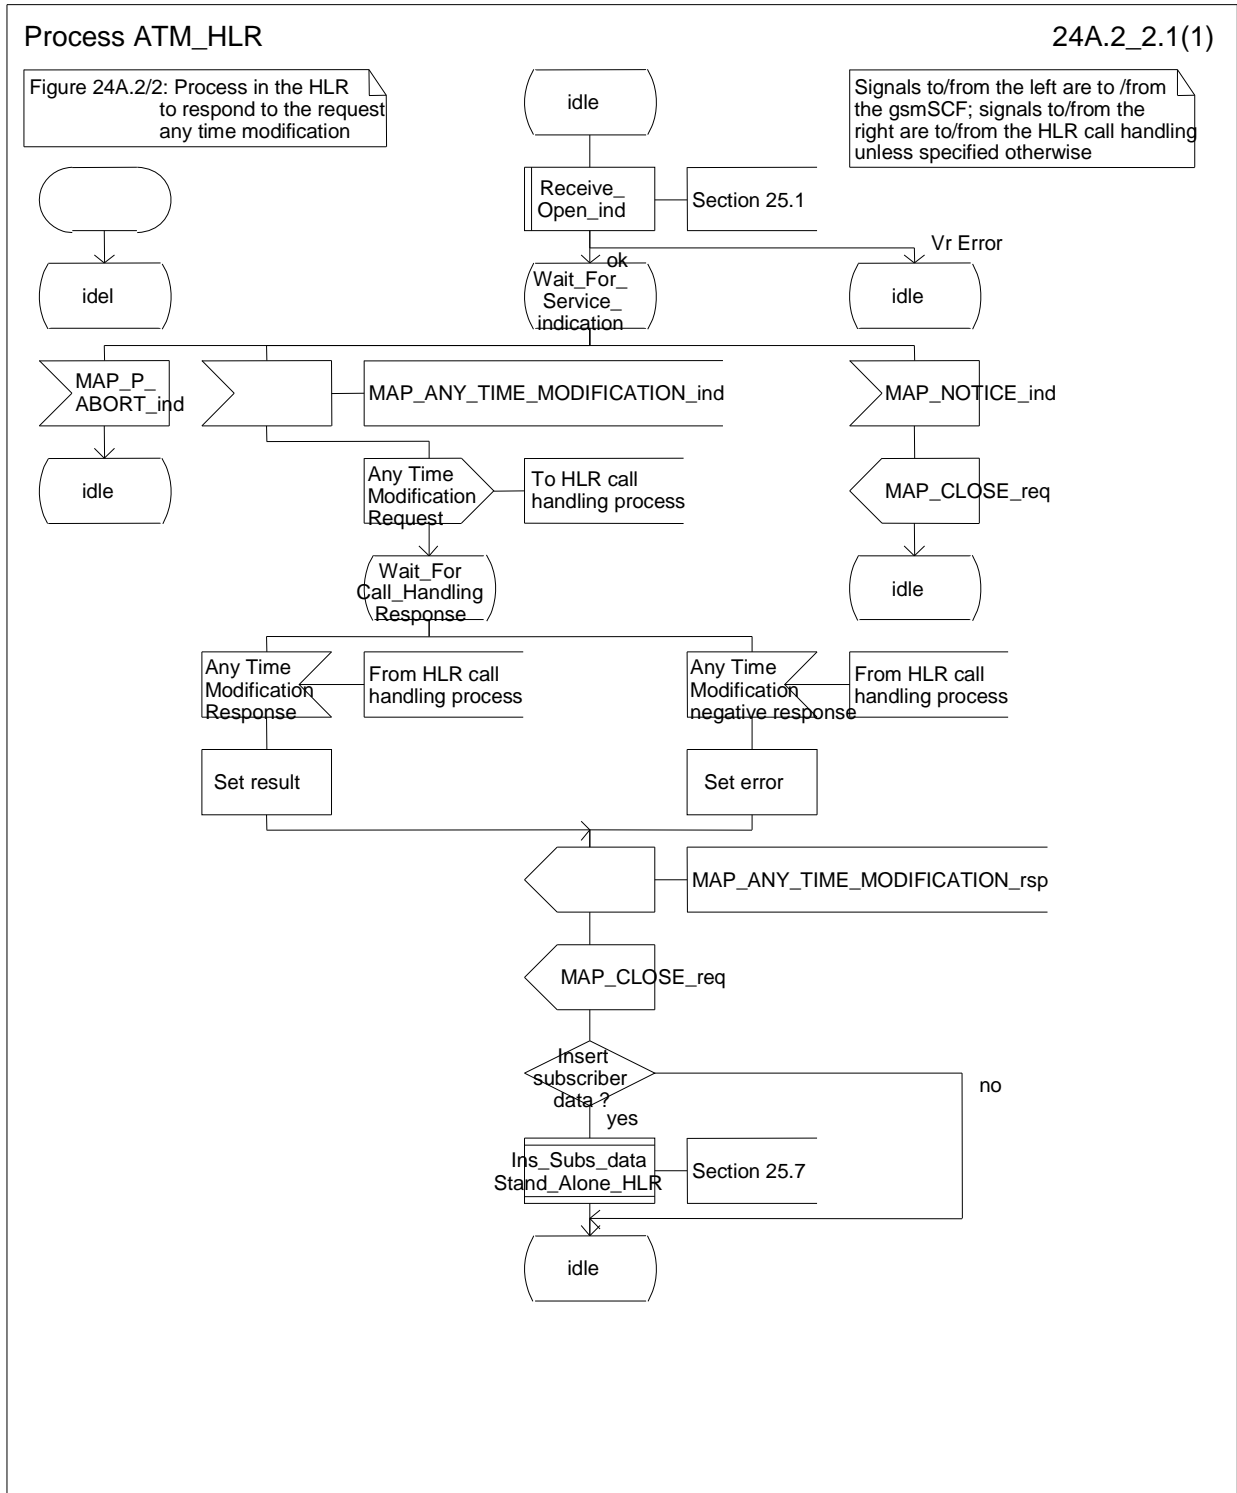 Process ATM_HLR
24A.2_2.1(1)
Figure 24A.2/2: Process in the HLR
to respond to the request
any time modification
idle
Signals to/from the left are to /from
the gsmSCF; signals to/from the
right are to/from the HLR call handling
unless specified otherwise
Receive_
Open_ind
Section 25.1
Vr Error
ok
idel
Wait_For_
Service_
indication
idle
MAP_P_
ABORT_ind
MAP_ANY_TIME_MODIFICATION_ind
MAP_NOTICE_ind
idle
Any Time
Modification
Request
To HLR call
handling process
MAP_CLOSE_req
Wait_For
Call_Handling
Response
idle
Any Time
Modification
Response
From HLR call
handling process
Any Time
Modification
negative response
From HLR call
handling process
Set result
Set error
MAP_ANY_TIME_MODIFICATION_rsp
MAP_CLOSE_req
Insert
subscriber
data ?
no
yes
Ins_Subs_data
Stand_Alone_HLR
Section 25.7
idle